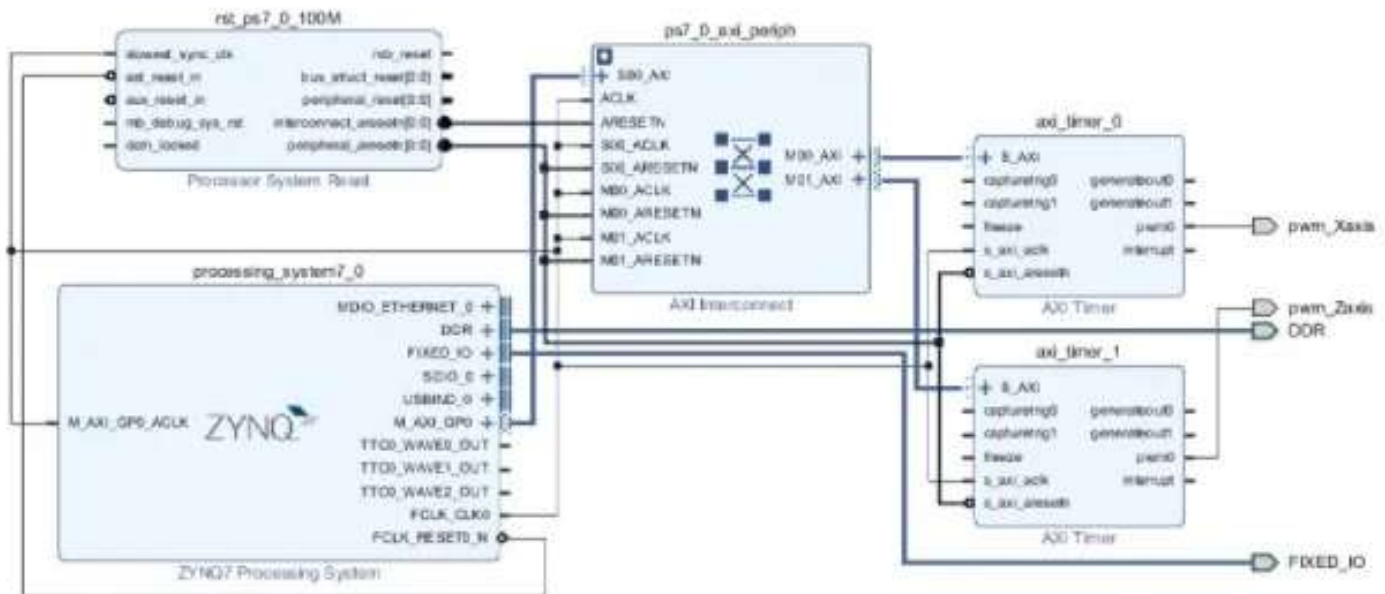 rst_ps7_0_100M
slowest_sync_clk
mb_reset
ext_reset_in
bus_struct_reset[0:0]
aux_reset_in
peripheral_reset[0:0]
mb_debug_sys_rst
interconnect_aresetn[0:0]
dcm_locked
peripheral_aresetn[0:0]
Processor System Reset
ps7_0_axi_periph
S00_AXI
ACLK
ARESETN
S00_ACLK
S00_ARESETN
M00_ACLK
M00_ARESETN
M01_ACLK
M01_ARESETN
M00_AXI
M01_AXI
AXI Interconnect
axi_timer_0
S_AXI
capturetrig0
generateout0
capturetrig1
generateout1
freeze
pwm0
s_axi_aclk
interrupt
s_axi_aresetn
AXI Timer
pwm_Xaxis
pwm_Zaxis
DDR
processing_system7_0
MDIO_ETHERNET_0
DDR
FIXED_IO
SDIO_0
USBIND_0
M_AXI_GP0
M_AXI_GP0_ACLK
ZYNQ
TTC0_WAVE0_OUT
TTC0_WAVE1_OUT
TTC0_WAVE2_OUT
FCLK_CLK0
FCLK_RESET0_N
ZYNQ7 Processing System
axi_timer_1
S_AXI
capturetrig0
generateout0
capturetrig1
generateout1
freeze
pwm0
s_axi_aclk
interrupt
s_axi_aresetn
AXI Timer
FIXED_IO